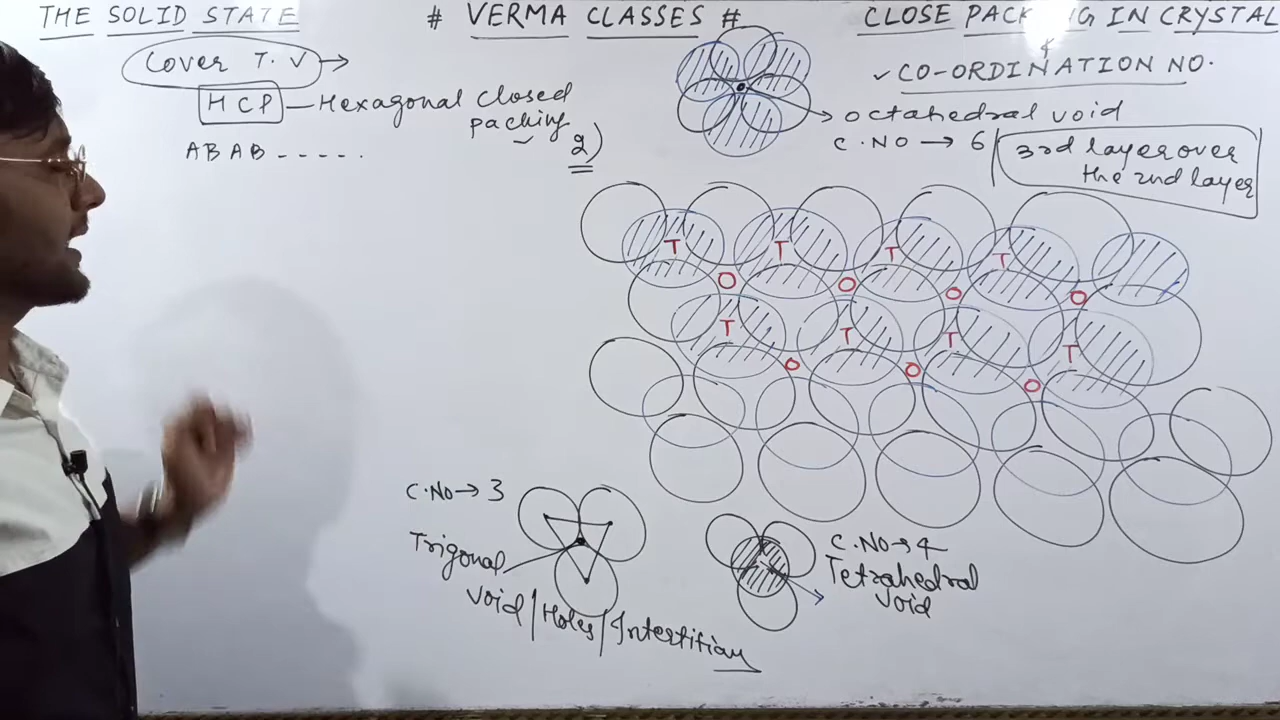 THE SOLID STATE
# VERMA CLASSES #
CLOSE PACKING IN CRYSTAL
&
✓ CO-ORDINATION NO.
Cover T.V →
HCP — Hexagonal closed
packing
ABAB-----.
2)
octahedral void
C.NO → 6
3rd layer over
the 2nd layer
T T T T
O O O O
T T T T
O O O
C.NO → 3
Trigonal
void / Holes / Interstitian
C.NO → 4
Tetrahedral
void